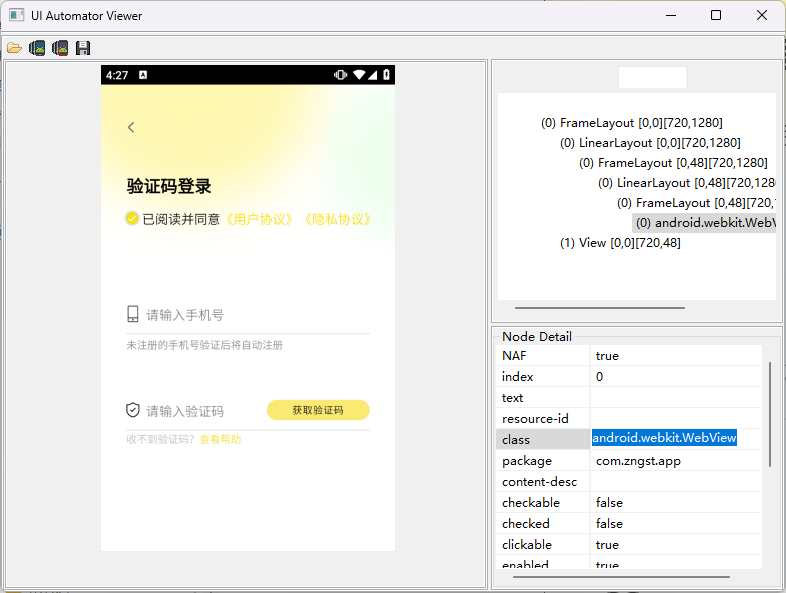 UI Automator Viewer
4:27
A
验证码登录
已阅读并同意《用户协议》《隐私协议》
请输入手机号
未注册的手机号验证后将自动注册
请输入验证码
获取验证码
收不到验证码？查看帮助
(0) FrameLayout [0,0][720,1280]
(0) LinearLayout [0,0][720,1280]
(0) FrameLayout [0,48][720,1280]
(0) LinearLayout [0,48][720,128
(0) FrameLayout [0,48][720,
(0) android.webkit.WebV
(1) View [0,0][720,48]
Node Detail
NAF true
index 0
text
resource-id
class android.webkit.WebView
package com.zngst.app
content-desc
checkable false
checked false
clickable true
enabled true